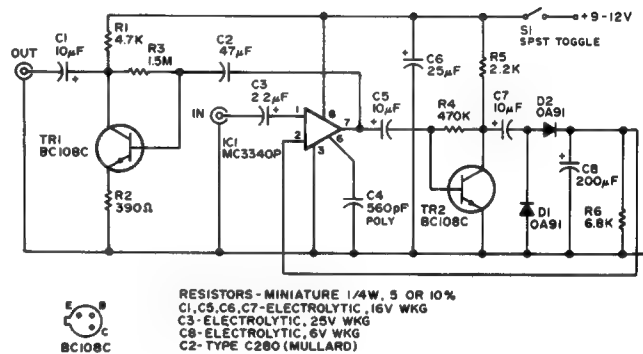 S1
SPST TOGGLE
+9-12V
OUT
C1
10µF
+
R1
4.7K
R3
1.5M
C2
47µF
+
C3
2.2µF
+
IN
TR1
BC108C
IC1
MC3340P
1
2
3
8
7
6
C4
560pF
POLY
C5
10µF
+
C6
25µF
+
R4
470K
R5
2.2K
C7
10µF
+
D2
OA91
TR2
BC108C
D1
OA91
+
C8
200µF
R6
6.8K
R2
390Ω
E
B
C
BC108C
RESISTORS-MINIATURE 1/4W, 5 OR 10%
C1,C5,C6,C7-ELECTROLYTIC, 16V WKG
C3-ELECTROLYTIC, 25V WKG
C8-ELECTROLYTIC, 6V WKG
C2-TYPE C280 (MULLARD)